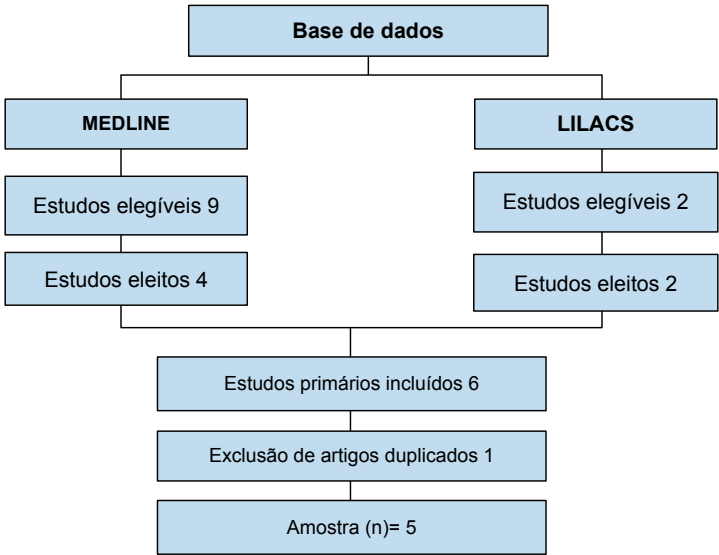 Base de dados
MEDLINE
LILACS
Estudos elegíveis 9
Estudos elegíveis 2
Estudos eleitos 4
Estudos eleitos 2
Estudos primários incluídos 6
Exclusão de artigos duplicados 1
Amostra (n)= 5